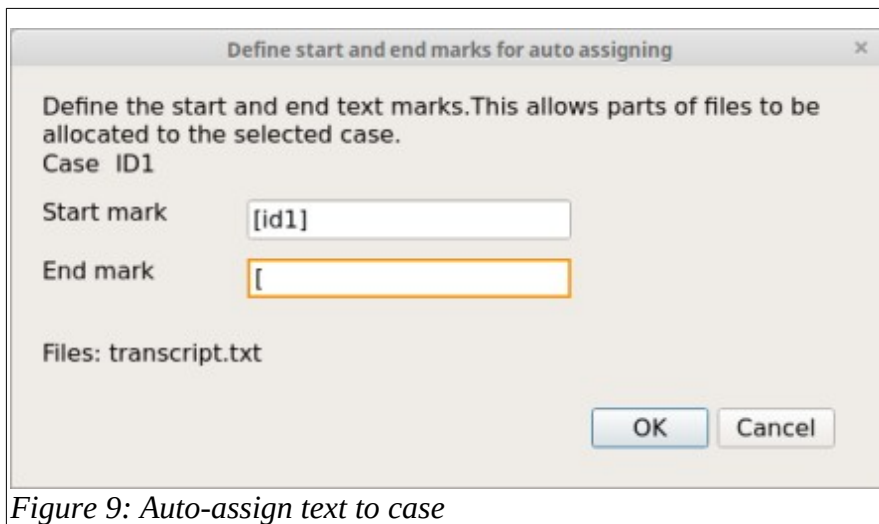 Define start and end marks for auto assigning ×
Define the start and end text marks.This allows parts of files to be
allocated to the selected case.
Case ID1
Start mark [id1]
End mark [
Files: transcript.txt
OK Cancel
Figure 9: Auto-assign text to case